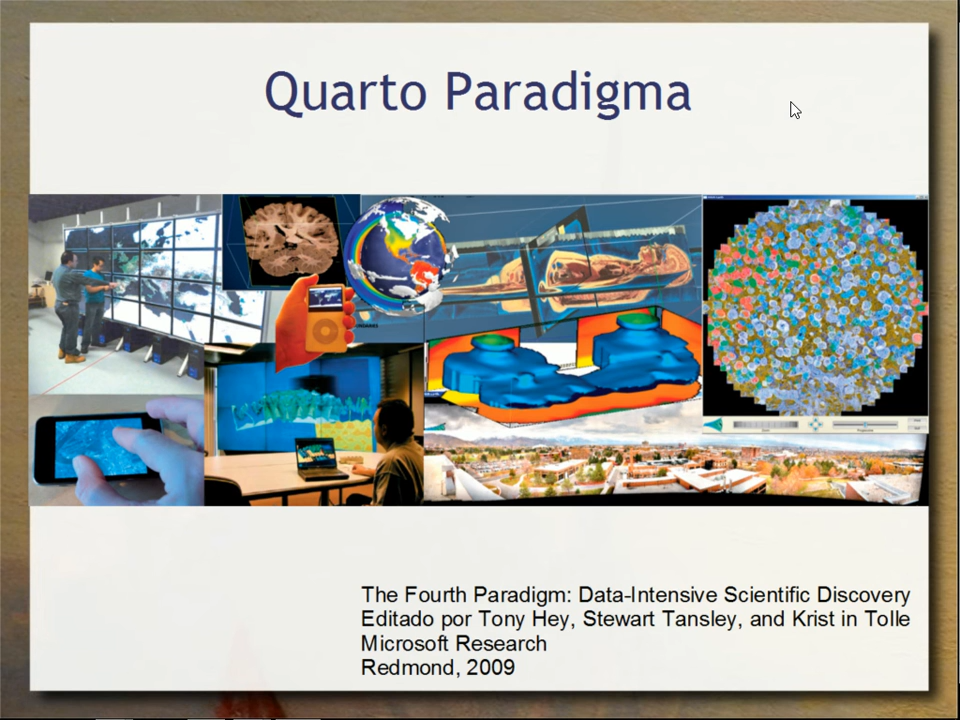 Quarto Paradigma
The Fourth Paradigm: Data-Intensive Scientific Discovery
Editado por Tony Hey, Stewart Tansley, and Krist in Tolle
Microsoft Research
Redmond, 2009